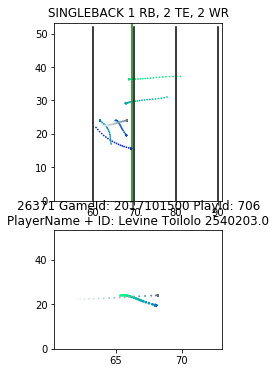 SINGLEBACK 1 RB, 2 TE, 2 WR
50
40
30
20
10
0
60 70 80 90
26371 GameId: 2017101500 PlayId: 706
PlayerName + ID: Levine Toilolo 2540203.0
40
20
0
65 70